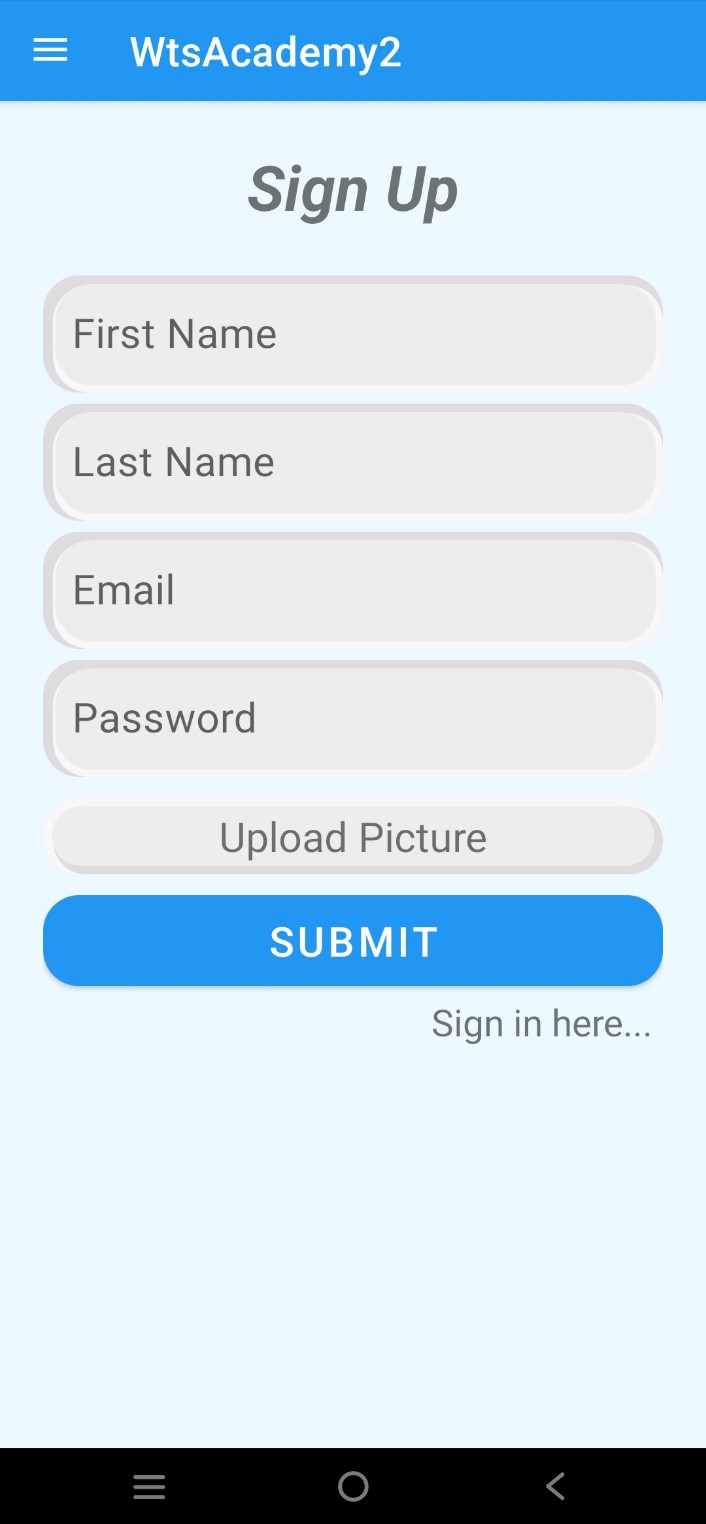 WtsAcademy2
Sign Up
First Name
Last Name
Email
Password
Upload Picture
SUBMIT
Sign in here...